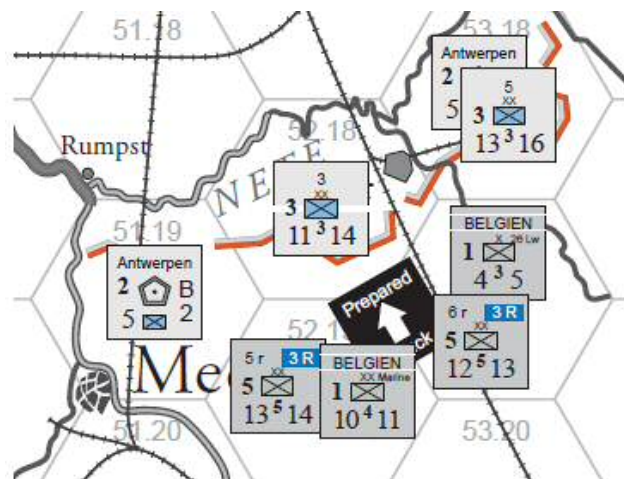 51.18
53.18
Antwerpen
2
5
5
XX
3
13 3 16
Rumpst
52.18
NETE
3
XX
3
11 3 14
51.19
Antwerpen
2 B
5 2
BELGIEN
X 26 Lw
1
4 3 5
Prepared
6 r 3 R
XX
5
12 5 13
52.1
Me
5 r 3 R
XX
5
13 5 14
BELGIEN
XX Marine
1
10 4 11
51.20
53.20